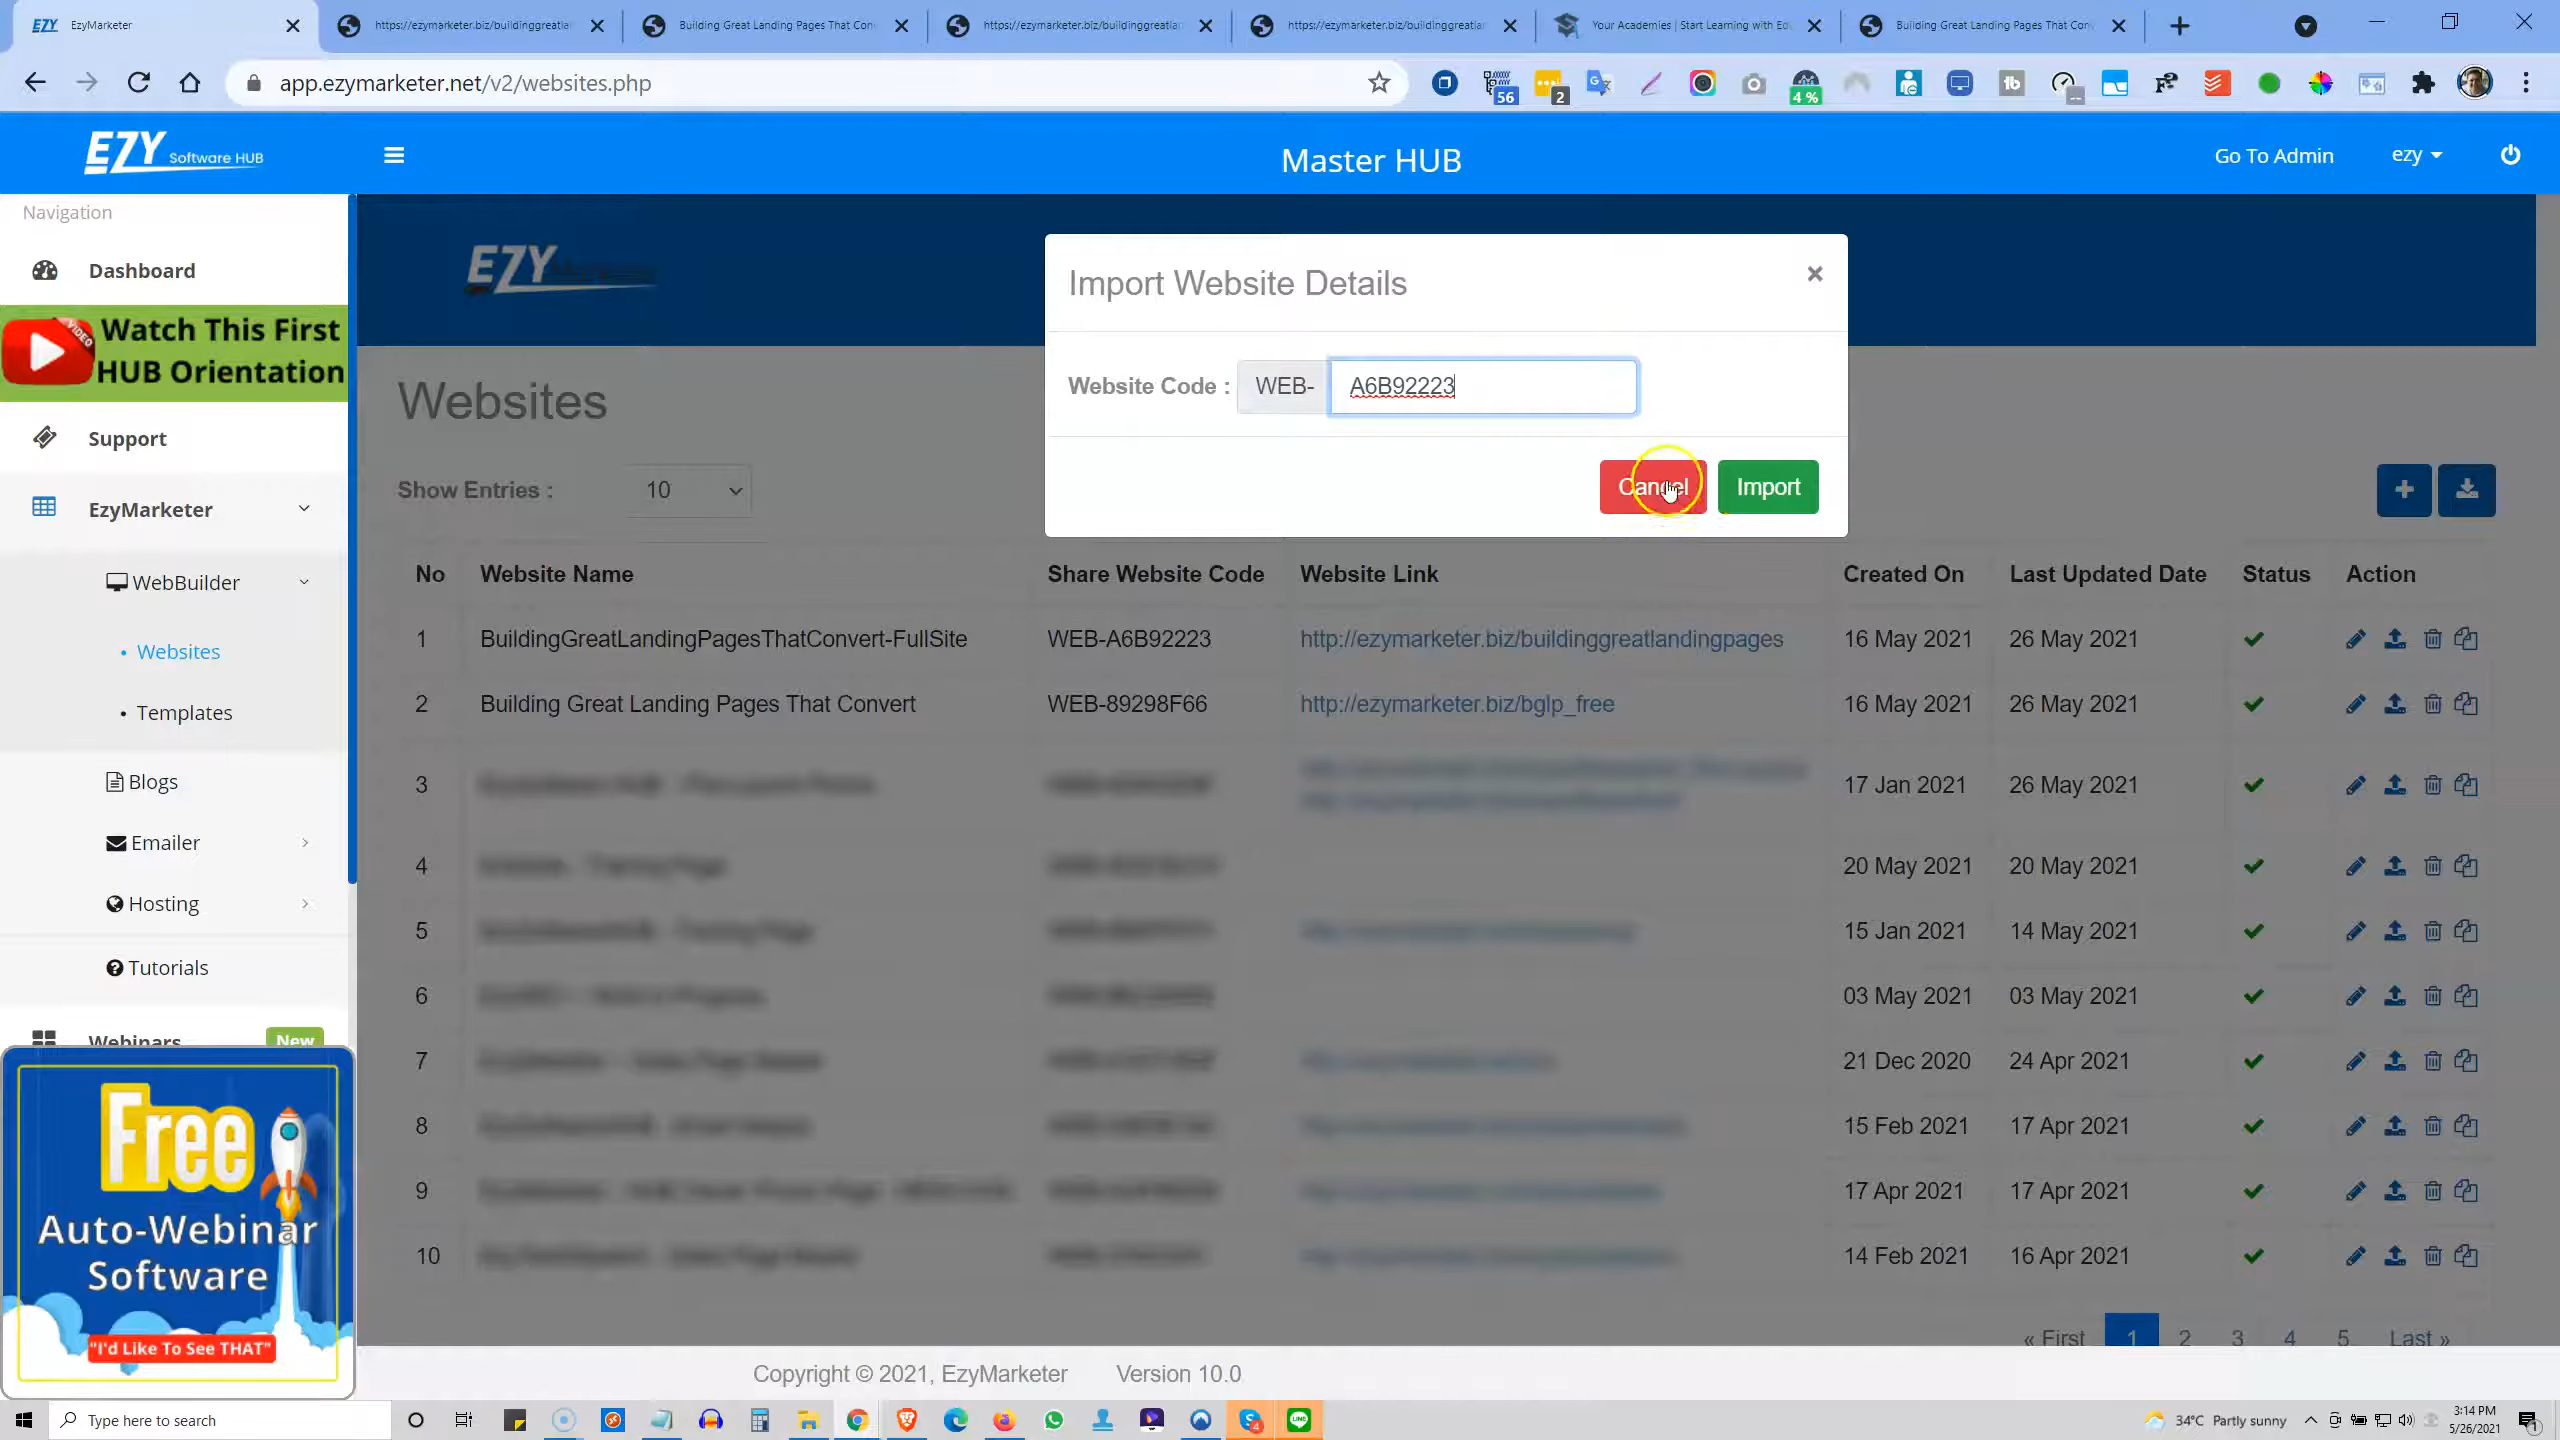 EZY EzyMarketer
https://ezymarketer.biz/buildinggreatla
Building Great Landing Pages That Con
https://ezymarketer.biz/buildinggreatla
https://ezymarketer.biz/buildinggreatla
Your Academies | Start Learning with Ed
Building Great Landing Pages That Con
app.ezymarketer.net/v2/websites.php
56
2
4 %
EZY Software HUB
Master HUB
Go To Admin
ezy
Navigation
Dashboard
VIDEO
Watch This First
HUB Orientation
Support
EzyMarketer
WebBuilder
• Websites
• Templates
Blogs
Emailer
Hosting
Tutorials
Webinars
New
Free
Auto-Webinar
Software
"I'd Like To See THAT"
EZY
Import Website Details
×
Website Code :
WEB-
A6B92223
Cancel
Import
Websites
Show Entries :
10
No Website Name Share Website Code Website Link Created On Last Updated Date Status Action
1 BuildingGreatLandingPagesThatConvert-FullSite WEB-A6B92223 http://ezymarketer.biz/buildinggreatlandingpages 16 May 2021 26 May 2021
2 Building Great Landing Pages That Convert WEB-89298F66 http://ezymarketer.biz/bglp_free 16 May 2021 26 May 2021
3 17 Jan 2021 26 May 2021
4 20 May 2021 20 May 2021
5 15 Jan 2021 14 May 2021
6 03 May 2021 03 May 2021
7 21 Dec 2020 24 Apr 2021
8 15 Feb 2021 17 Apr 2021
9 17 Apr 2021 17 Apr 2021
10 14 Feb 2021 16 Apr 2021
« First 1 2 3 4 5 Last »
Copyright © 2021, EzyMarketer Version 10.0
Type here to search
34°C Partly sunny
3:14 PM
5/26/2021